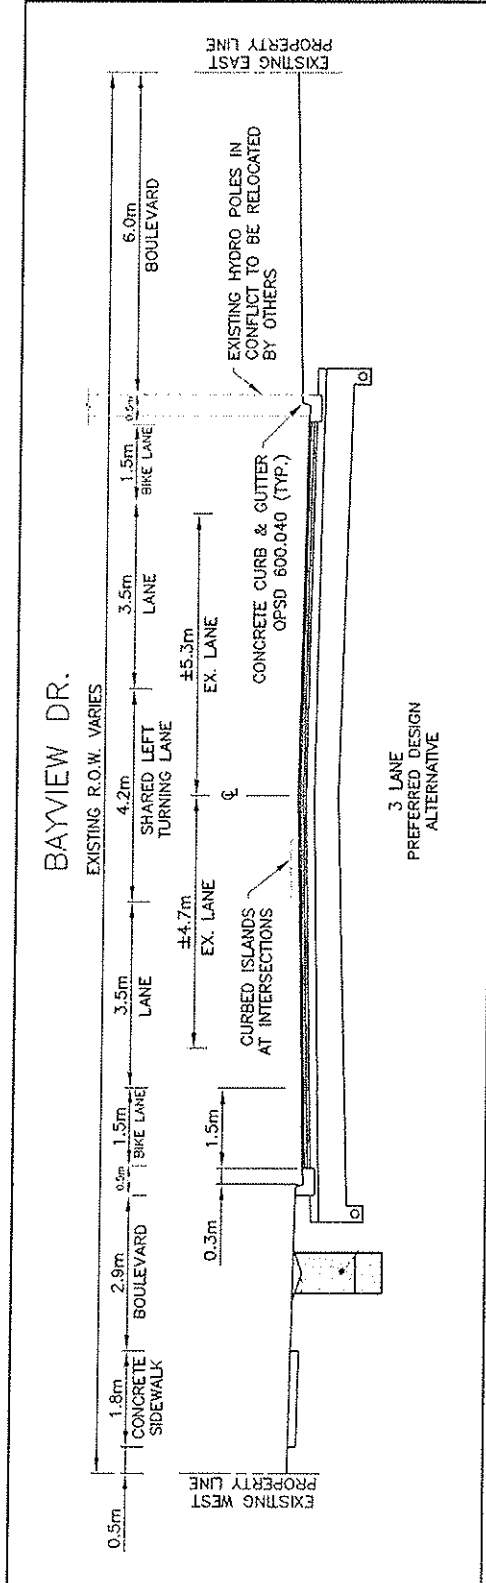 BAYVIEW DR.
EXISTING R.O.W. VARIES
0.5m
1.8m
CONCRETE
SIDEWALK
2.9m
BOULEVARD
0.5m
1.5m
BIKE LANE
3.5m
LANE
4.2m
SHARED LEFT
TURNING LANE
3.5m
LANE
1.5m
BIKE LANE
0.5m
6.0m
BOULEVARD
EXISTING WEST
PROPERTY LINE
0.3m
1.5m
±4.7m
EX. LANE
±5.3m
EX. LANE
CURBED ISLANDS
AT INTERSECTIONS
CONCRETE CURB & GUTTER
OPSD 600.040 (TYP.)
EXISTING HYDRO POLES IN
CONFLICT TO BE RELOCATED
BY OTHERS
EXISTING EAST
PROPERTY LINE
3 LANE
PREFERRED DESIGN
ALTERNATIVE